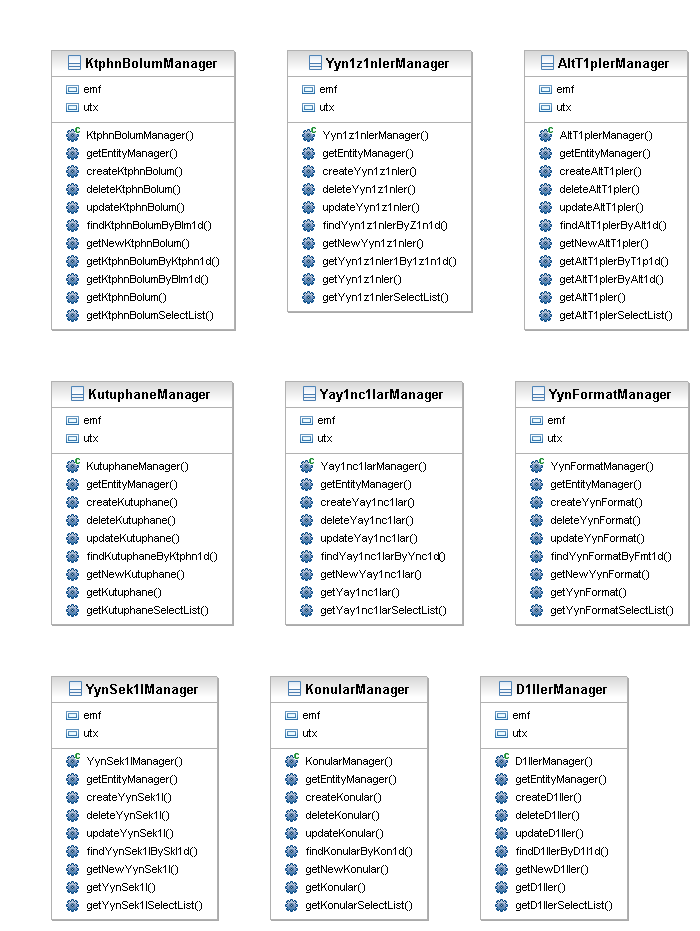 KtphnBolumManager
emf
utx
KtphnBolumManager()
getEntityManager()
createKtphnBolum()
deleteKtphnBolum()
updateKtphnBolum()
findKtphnBolumByBlm1d()
getNewKtphnBolum()
getKtphnBolumByKtphn1d()
getKtphnBolumByBlm1d()
getKtphnBolum()
getKtphnBolumSelectList()
Yyn1z1nlerManager
emf
utx
Yyn1z1nlerManager()
getEntityManager()
createYyn1z1nler()
deleteYyn1z1nler()
updateYyn1z1nler()
findYyn1z1nlerByZ1n1d()
getNewYyn1z1nler()
getYyn1z1nler1By1z1n1d()
getYyn1z1nler()
getYyn1z1nlerSelectList()
AltT1plerManager
emf
utx
AltT1plerManager()
getEntityManager()
createAltT1pler()
deleteAltT1pler()
updateAltT1pler()
findAltT1plerByAlt1d()
getNewAltT1pler()
getAltT1plerByT1p1d()
getAltT1plerByAlt1d()
getAltT1pler()
getAltT1plerSelectList()
KutuphaneManager
emf
utx
KutuphaneManager()
getEntityManager()
createKutuphane()
deleteKutuphane()
updateKutuphane()
findKutuphaneByKtphn1d()
getNewKutuphane()
getKutuphane()
getKutuphaneSelectList()
Yay1nc1larManager
emf
utx
Yay1nc1larManager()
getEntityManager()
createYay1nc1lar()
deleteYay1nc1lar()
updateYay1nc1lar()
findYay1nc1larByYnc1d()
getNewYay1nc1lar()
getYay1nc1lar()
getYay1nc1larSelectList()
YynFormatManager
emf
utx
YynFormatManager()
getEntityManager()
createYynFormat()
deleteYynFormat()
updateYynFormat()
findYynFormatByFmt1d()
getNewYynFormat()
getYynFormat()
getYynFormatSelectList()
YynSek1lManager
emf
utx
YynSek1lManager()
getEntityManager()
createYynSek1l()
deleteYynSek1l()
updateYynSek1l()
findYynSek1lBySkl1d()
getNewYynSek1l()
getYynSek1l()
getYynSek1lSelectList()
KonularManager
emf
utx
KonularManager()
getEntityManager()
createKonular()
deleteKonular()
updateKonular()
findKonularByKon1d()
getNewKonular()
getKonular()
getKonularSelectList()
D1llerManager
emf
utx
D1llerManager()
getEntityManager()
createD1ller()
deleteD1ller()
updateD1ller()
findD1llerByD1l1d()
getNewD1ller()
getD1ller()
getD1llerSelectList()